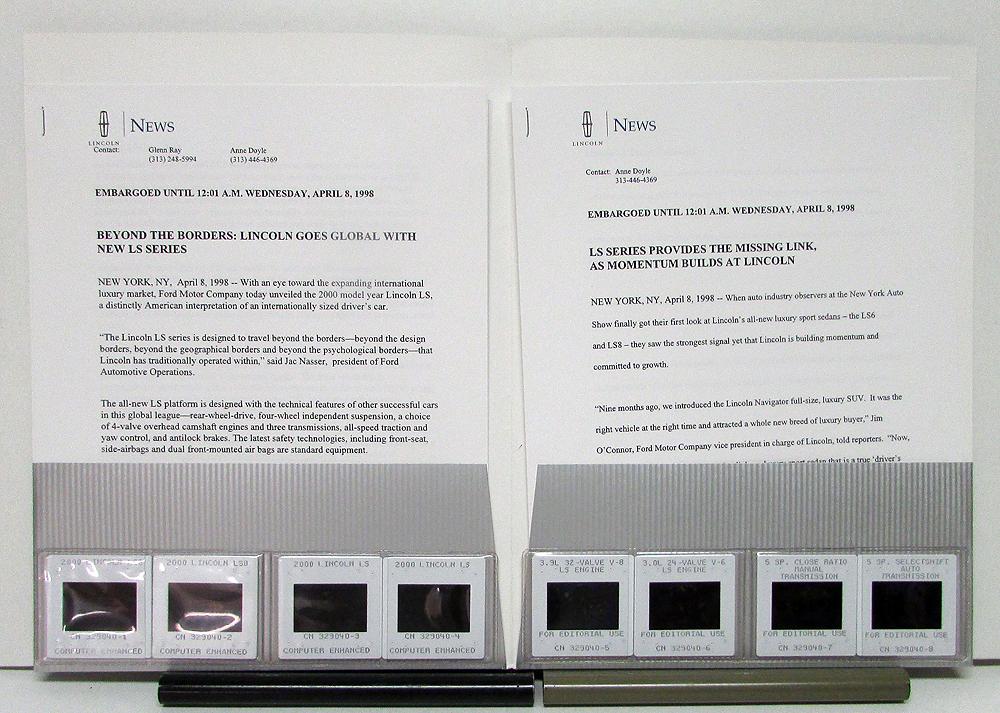 LINCOLN
NEWS
Contact: Glenn Ray Anne Doyle
(313) 248-5994 (313) 446-4369
EMBARGOED UNTIL 12:01 A.M. WEDNESDAY, APRIL 8, 1998
BEYOND THE BORDERS: LINCOLN GOES GLOBAL WITH
NEW LS SERIES
NEW YORK, NY, April 8, 1998 -- With an eye toward the expanding international
luxury market, Ford Motor Company today unveiled the 2000 model year Lincoln LS,
a distinctly American interpretation of an internationally sized driver's car.
"The Lincoln LS series is designed to travel beyond the borders—beyond the design
borders, beyond the geographical borders and beyond the psychological borders—that
Lincoln has traditionally operated within," said Jac Nasser, president of Ford
Automotive Operations.
The all-new LS platform is designed with the technical features of other successful cars
in this global league—rear-wheel-drive, four-wheel independent suspension, a choice
of 4-valve overhead camshaft engines and three transmissions, all-speed traction and
yaw control, and antilock brakes. The latest safety technologies, including front-seat,
side-airbags and dual front-mounted air bags are standard equipment.
2000 LINCOLN
CN 329040-1
COMPUTER ENHANCED
2000 LINCOLN LS8
CN 329040-2
COMPUTER ENHANCED
2000 LINCOLN LS
CN 329040-3
COMPUTER ENHANCED
2000 LINCOLN LS
CN 329040-4
COMPUTER ENHANCED
LINCOLN
NEWS
Contact: Anne Doyle
313-446-4369
EMBARGOED UNTIL 12:01 A.M. WEDNESDAY, APRIL 8, 1998
LS SERIES PROVIDES THE MISSING LINK,
AS MOMENTUM BUILDS AT LINCOLN
NEW YORK, NY, April 8, 1998 -- When auto industry observers at the New York Auto
Show finally got their first look at Lincoln's all-new luxury sport sedans – the LS6
and LS8 – they saw the strongest signal yet that Lincoln is building momentum and
committed to growth.
"Nine months ago, we introduced the Lincoln Navigator full-size, luxury SUV. It was the
right vehicle at the right time and attracted a whole new breed of luxury buyer," Jim
O'Connor, Ford Motor Company vice president in charge of Lincoln, told reporters. "Now,
luxury sport sedan that is a true 'driver's
3.9L 32-VALVE V-8
LS ENGINE
FOR EDITORIAL USE
CN 329040-5
3.0L 24-VALVE V-6
LS ENGINE
FOR EDITORIAL USE
CN 329040-6
5 SP. CLOSE RATIO
MANUAL
TRANSMISSION
FOR EDITORIAL USE
CN 329040-7
5 SP. SELECTSHIFT
AUTO
TRANSMISSION
FOR EDITORIAL USE
CN 329040-8